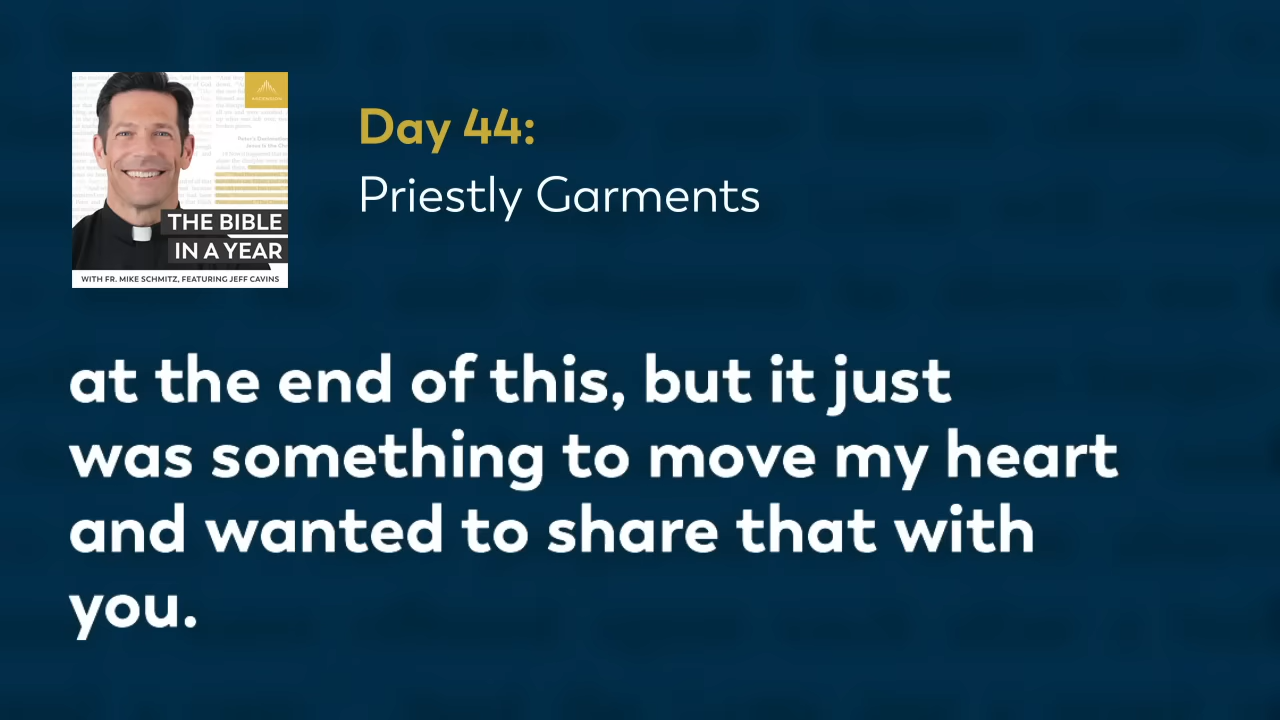 Day 44:
Priestly Garments
THE BIBLE
IN A YEAR
WITH FR. MIKE SCHMITZ, FEATURING JEFF CAVINS
at the end of this, but it just
was something to move my heart
and wanted to share that with
you.